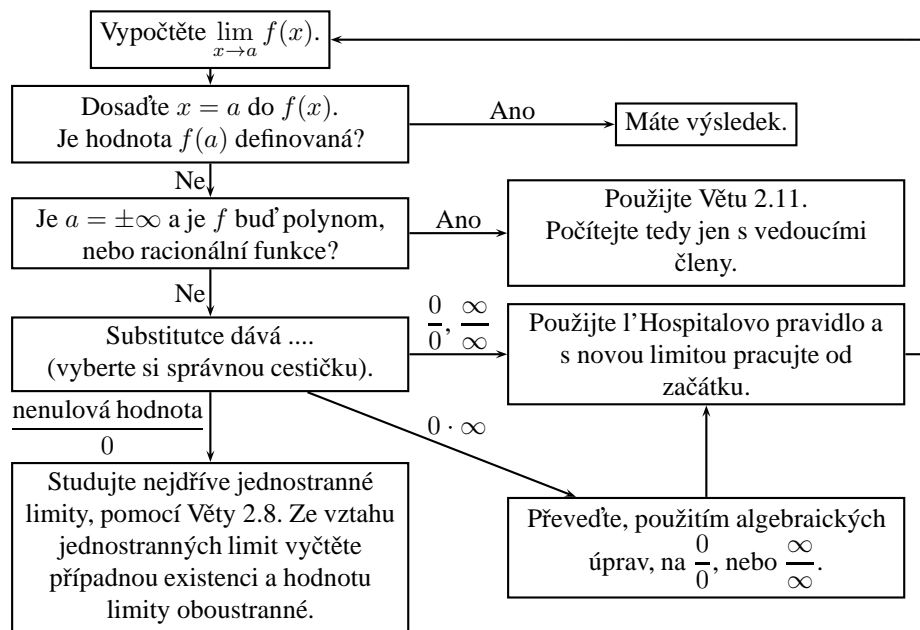 Vypočtěte lim f(x).
x→a
Dosaďte x = a do f(x).
Je hodnota f(a) definovaná?
Ano
Máte výsledek.
Ne
Je a = ±∞ a je f buď polynom,
nebo racionální funkce?
Ano
Použijte Větu 2.11.
Počítejte tedy jen s vedoucími
členy.
Ne
Substitutce dává ....
(vyberte si správnou cestičku).
0/0, ∞/∞
Použijte l'Hospitalovo pravidlo a
s novou limitou pracujte od
začátku.
nenulová hodnota
0
0 · ∞
Studujte nejdříve jednostranné
limity, pomocí Věty 2.8. Ze vztahu
jednostranných limit vyčtěte
případnou existenci a hodnotu
limity oboustranné.
Převeďte, použitím algebraických
úprav, na 0/0, nebo ∞/∞.